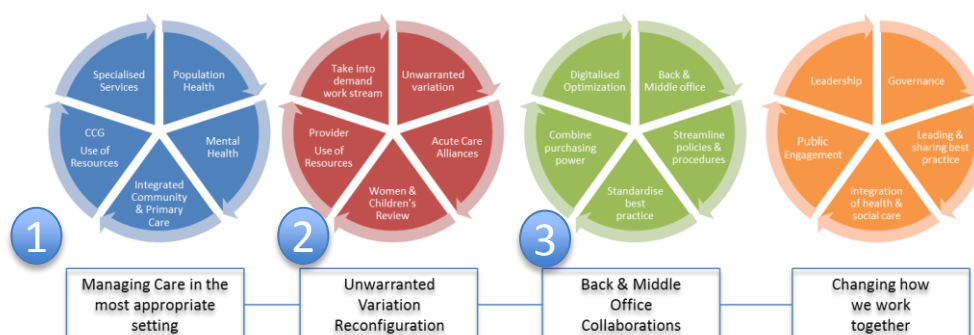 Specialised
Services
Population
Health
Mental
Health
Integrated
Community
& Primary
Care
CCG
Use of
Resources
1
Take into
demand
work stream
Unwarranted
variation
Acute Care
Alliances
Women &
Children's
Review
Provider
Use of
Resources
2
Digitalised
Optimization
Back &
Middle office
Streamline
policies &
procedures
Standardise
best
practice
Combine
purchasing
power
3
Leadership
Governance
Leading &
sharing best
practice
Integration
of health &
social care
Public
Engagement
Managing Care in the
most appropriate
setting
Unwarranted
Variation
Reconfiguration
Back & Middle
Office
Collaborations
Changing how
we work
together